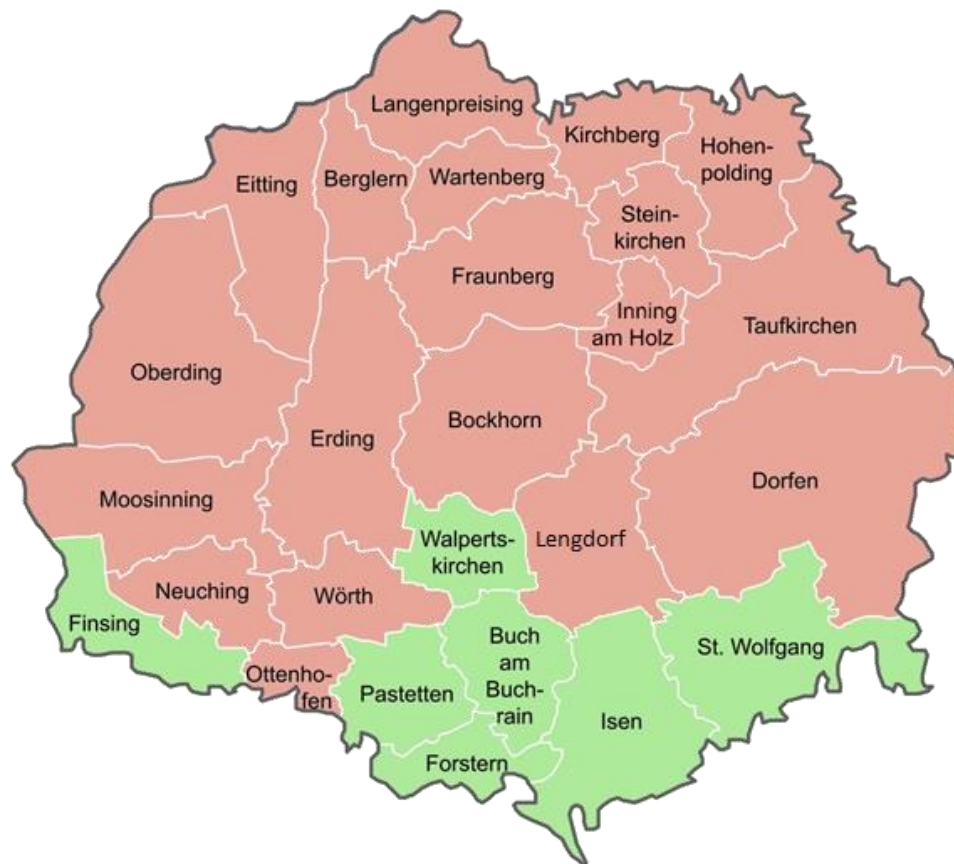 Langenpreising
Kirchberg
Hohen-
polding
Eitting
Berglern
Wartenberg
Stein-
kirchen
Fraunberg
Inning
am Holz
Taufkirchen
Oberding
Erding
Bockhorn
Dorfen
Moosinning
Walperts-
kirchen
Lengdorf
Neuching
Wörth
Finsing
Buch
am
Buch-
rain
St. Wolfgang
Ottenho-
fen
Pastetten
Isen
Forstern